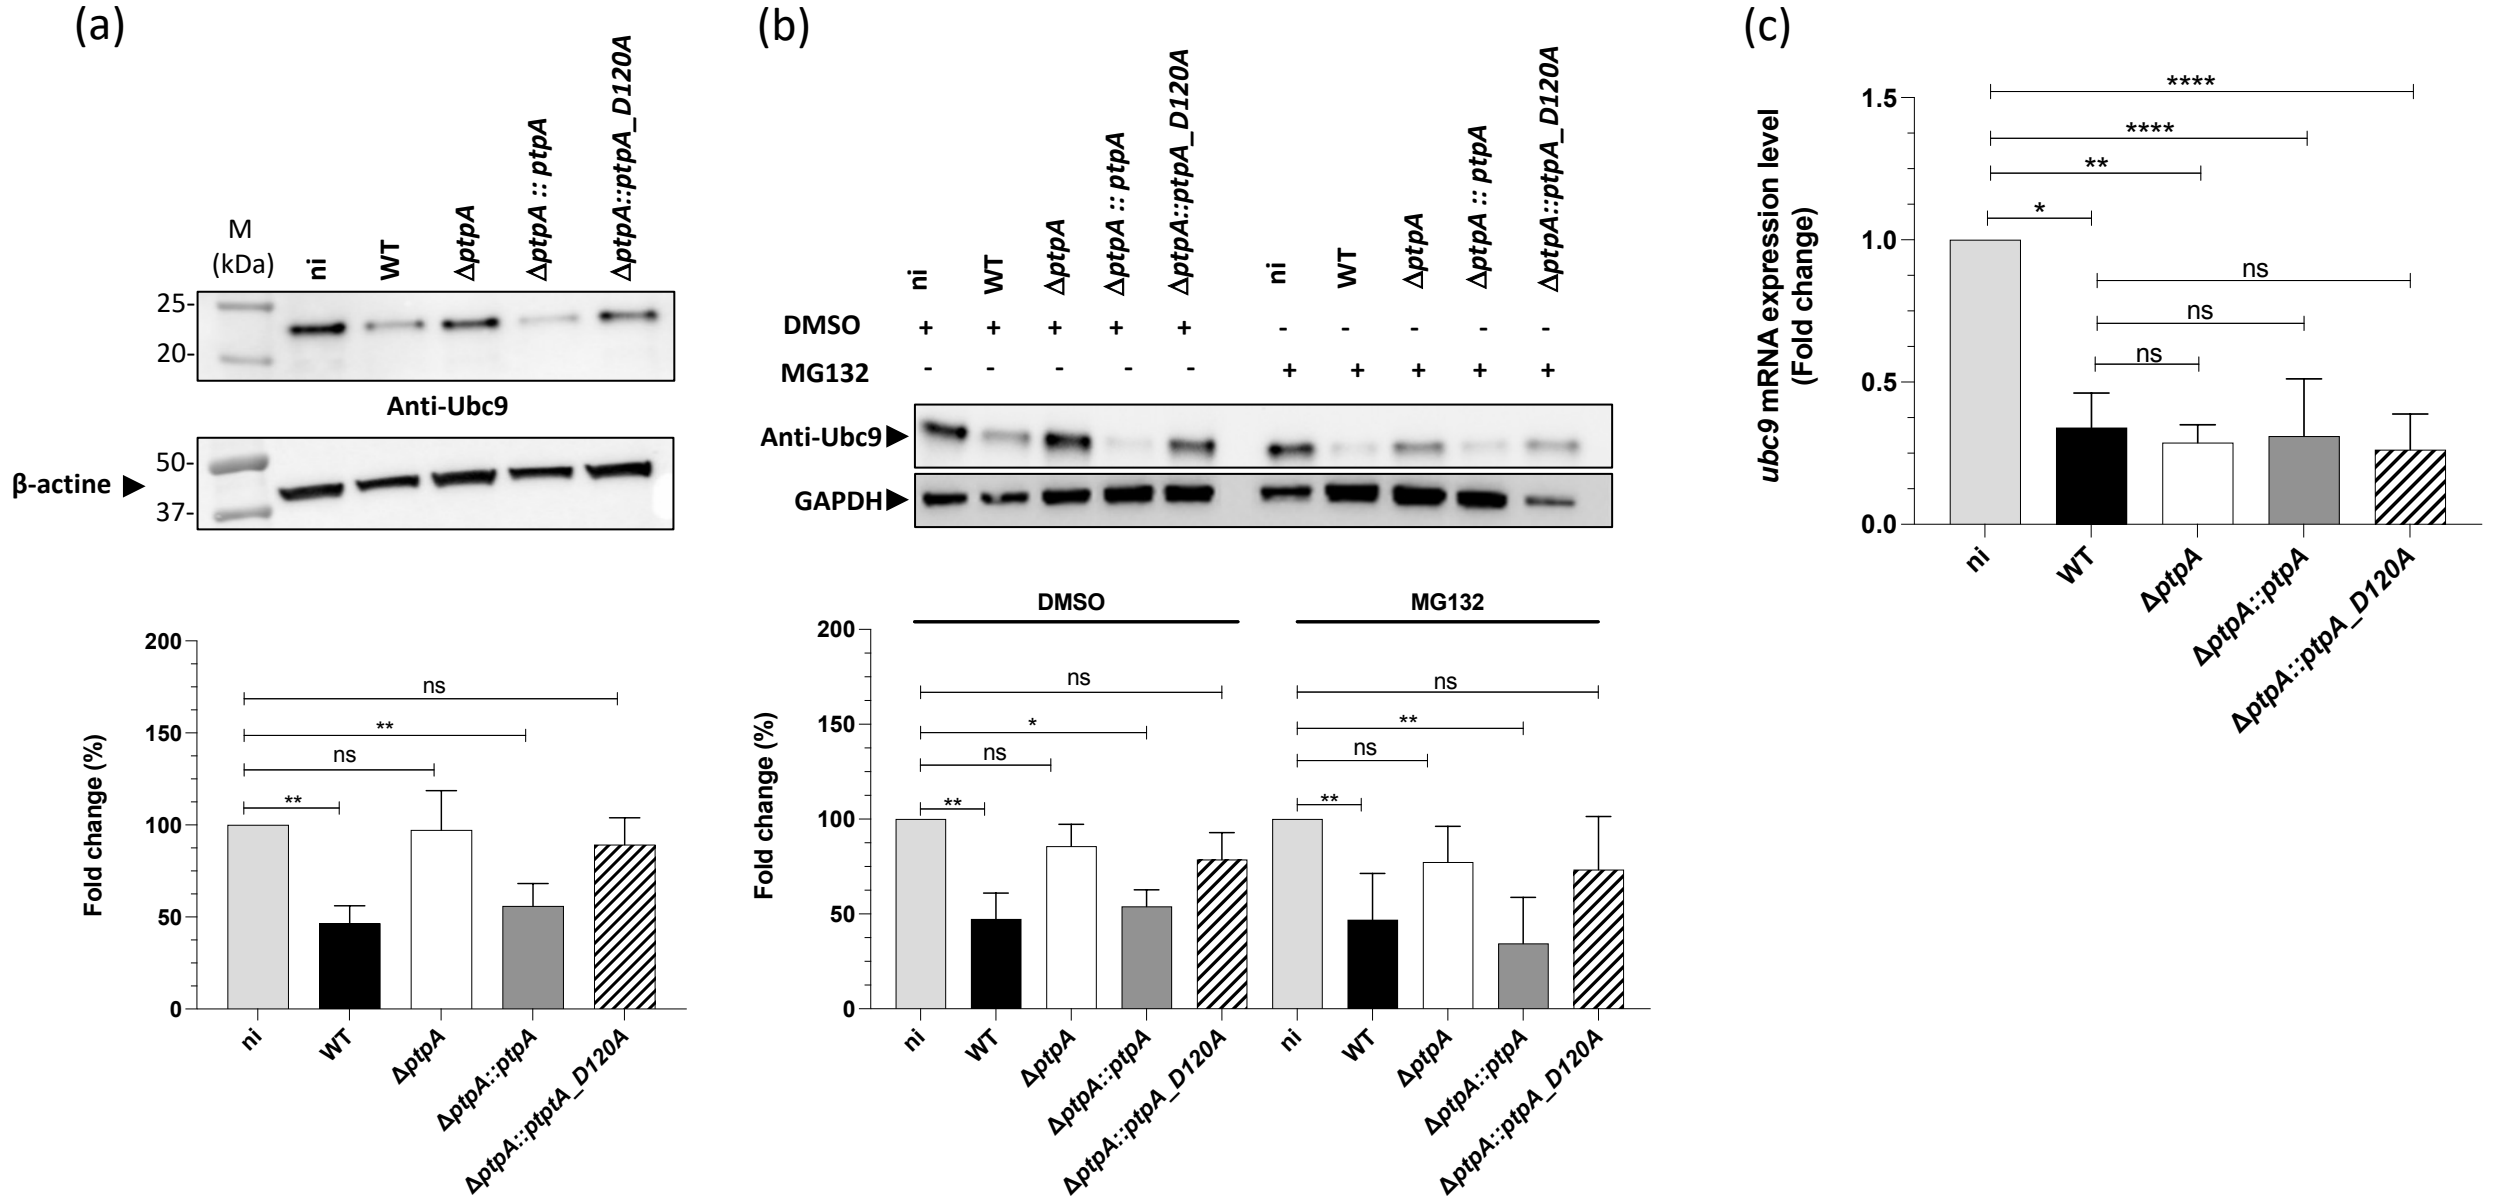 (a)
M
(kDa)
ni
WT
ΔptpA
ΔptpA :: ptpA
ΔptpA::ptpA_D120A
25-
20-
Anti-Ubc9
50-
β-actine
37-
Fold change (%)
200
150
100
50
0
ns
**
ns
**
ni
WT
ΔptpA
ΔptpA::ptpA
ΔptpA::ptptA_D120A
(b)
ni
WT
ΔptpA
ΔptpA :: ptpA
ΔptpA::ptpA_D120A
ni
WT
ΔptpA
ΔptpA :: ptpA
ΔptpA::ptpA_D120A
DMSO + + + + + - - - - -
MG132 - - - - - + + + + +
Anti-Ubc9
GAPDH
DMSO
MG132
Fold change (%)
200
150
100
50
0
ns
*
ns
**
ns
**
ns
**
ni
WT
ΔptpA
ΔptpA::ptpA
ΔptpA::ptpA_D120A
ni
WT
ΔptpA
ΔptpA::ptpA
ΔptpA::ptpA_D120A
(c)
ubc9 mRNA expression level
(Fold change)
1.5
1.0
0.5
0.0
****
****
**
*
ns
ns
ns
ni
WT
ΔptpA
ΔptpA::ptpA
ΔptpA::ptpA_D120A